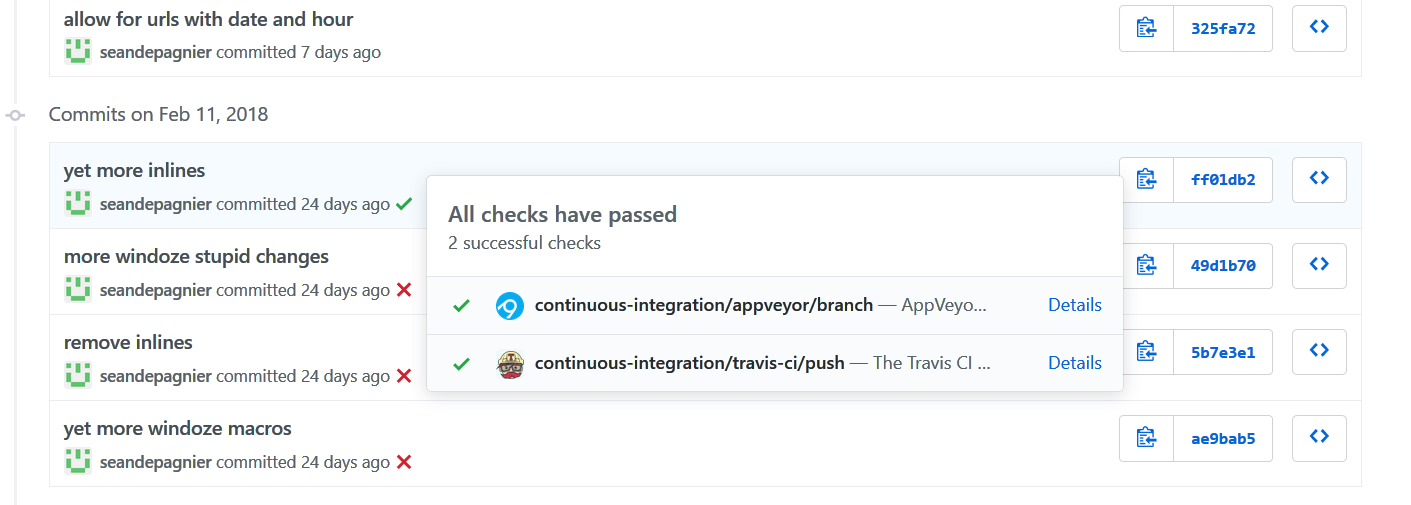 allow for urls with date and hour
seandepagnier committed 7 days ago
325fa72
Commits on Feb 11, 2018
yet more inlines
seandepagnier committed 24 days ago
ff01db2
All checks have passed
2 successful checks
more windoze stupid changes
seandepagnier committed 24 days ago
49d1b70
continuous-integration/appveyor/branch — AppVeyo... Details
remove inlines
seandepagnier committed 24 days ago
5b7e3e1
continuous-integration/travis-ci/push — The Travis CI ... Details
yet more windoze macros
seandepagnier committed 24 days ago
ae9bab5